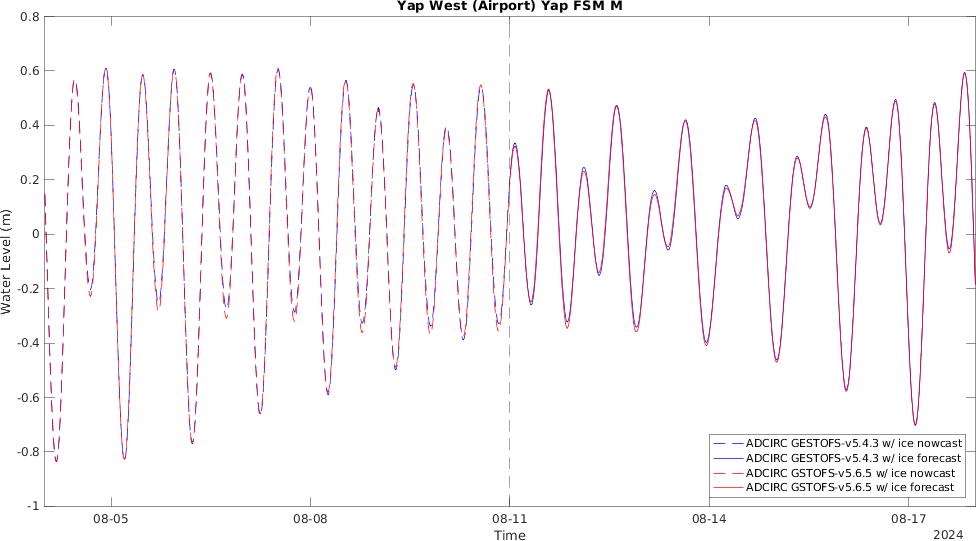 Yap West (Airport) Yap FSM M
0.8
0.6
0.4
0.2
0
-0.2
-0.4
-0.6
-0.8
-1
Water Level (m)
ADCIRC GESTOFS-v5.4.3 w/ ice nowcast
ADCIRC GESTOFS-v5.4.3 w/ ice forecast
ADCIRC GSTOFS-v5.6.5 w/ ice nowcast
ADCIRC GSTOFS-v5.6.5 w/ ice forecast
08-05 08-08 08-11 08-14 08-17
Time
2024